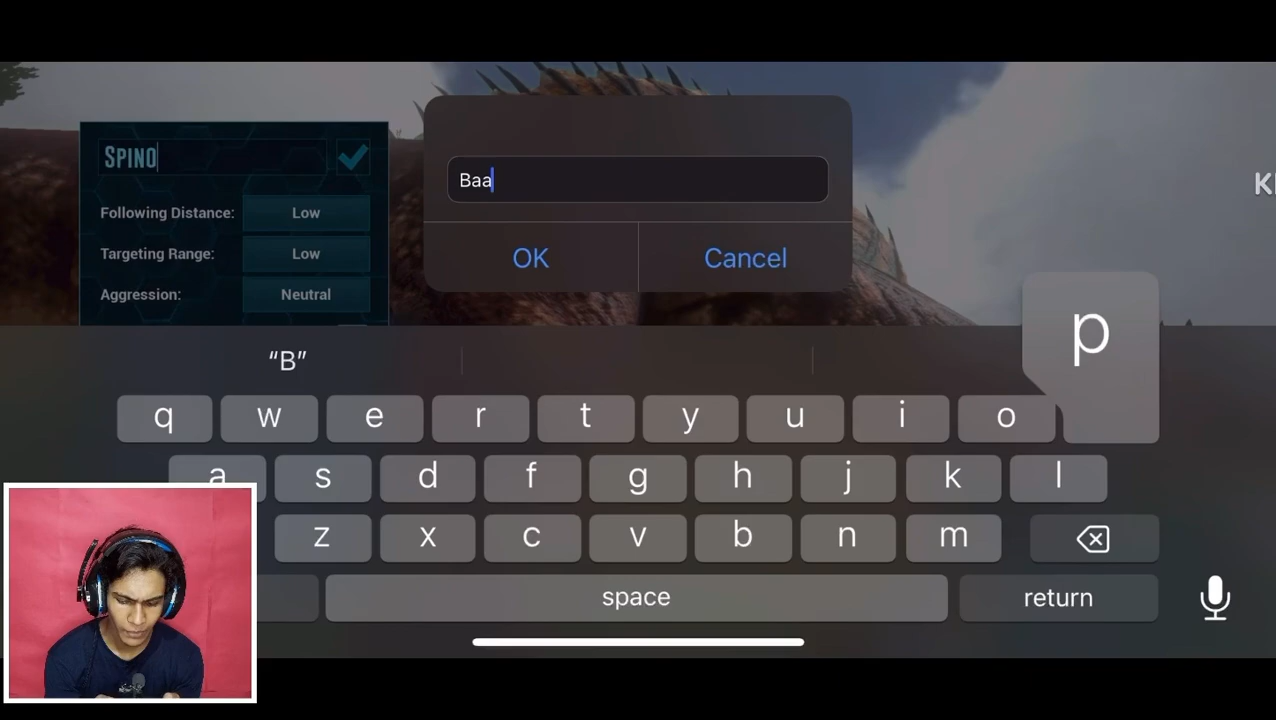 SPINO
Following Distance: Low
Targeting Range: Low
Aggression: Neutral
Baa
OK Cancel
“B”
p
q w e r t y u i o
a s d f g h j k l
z x c v b n m
space return